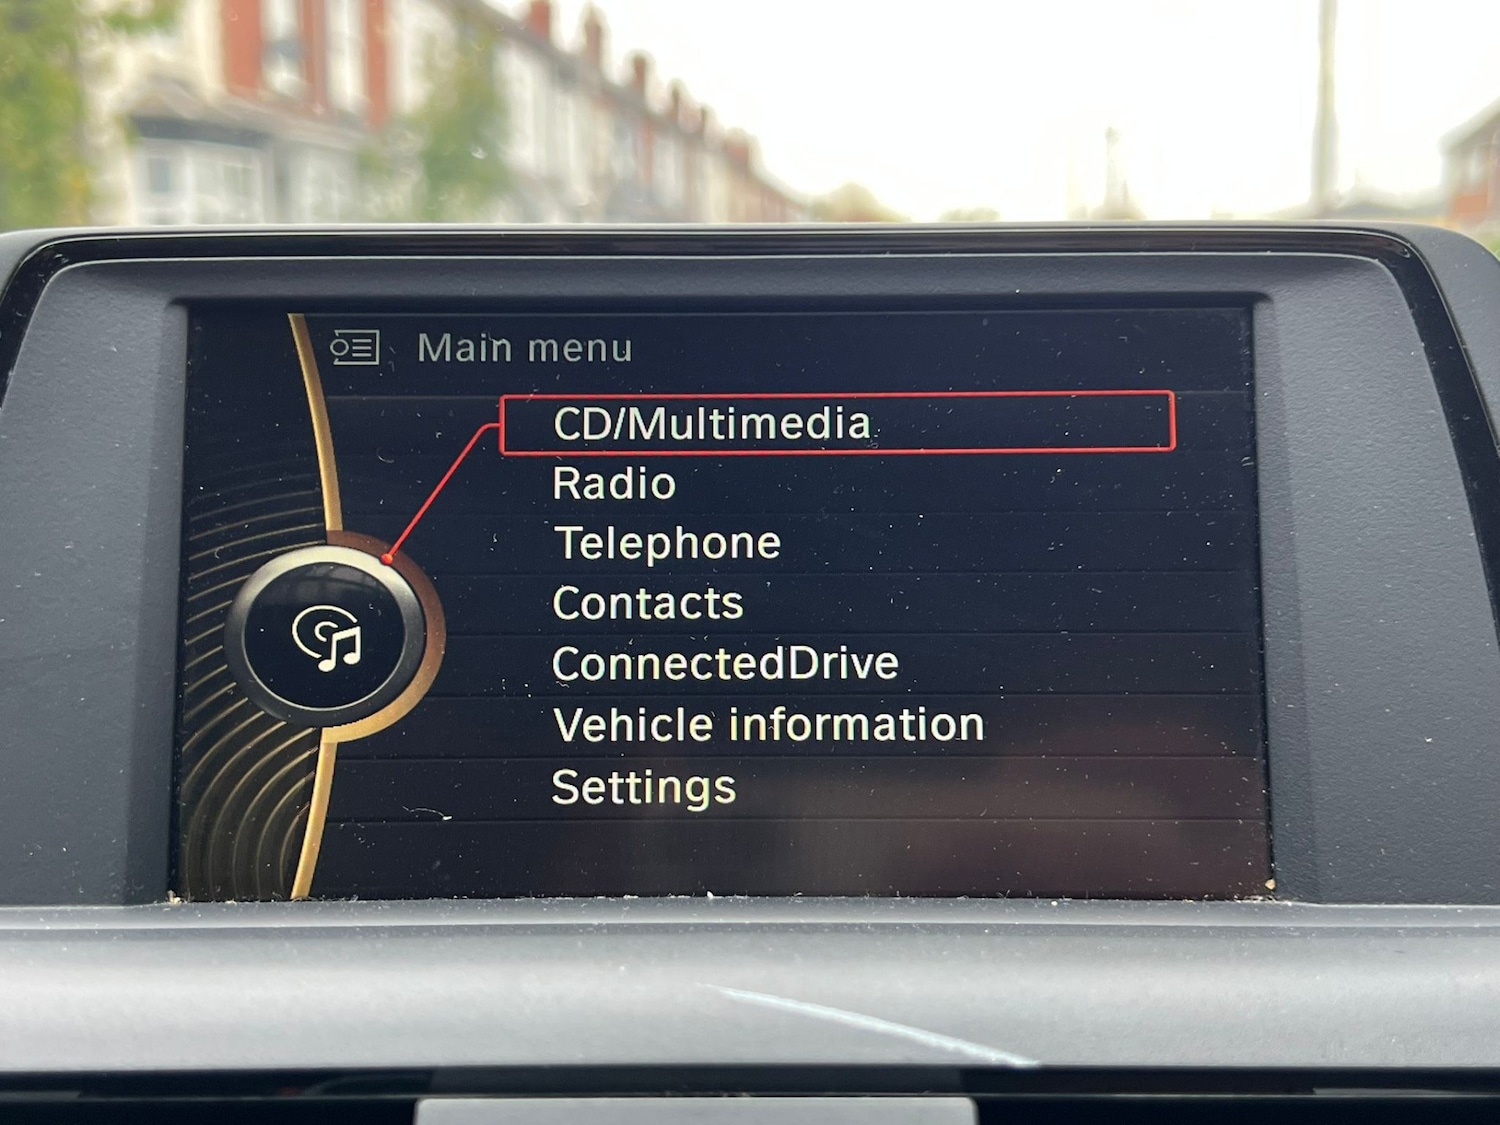 Main menu
CD/Multimedia
Radio
Telephone
Contacts
ConnectedDrive
Vehicle information
Settings